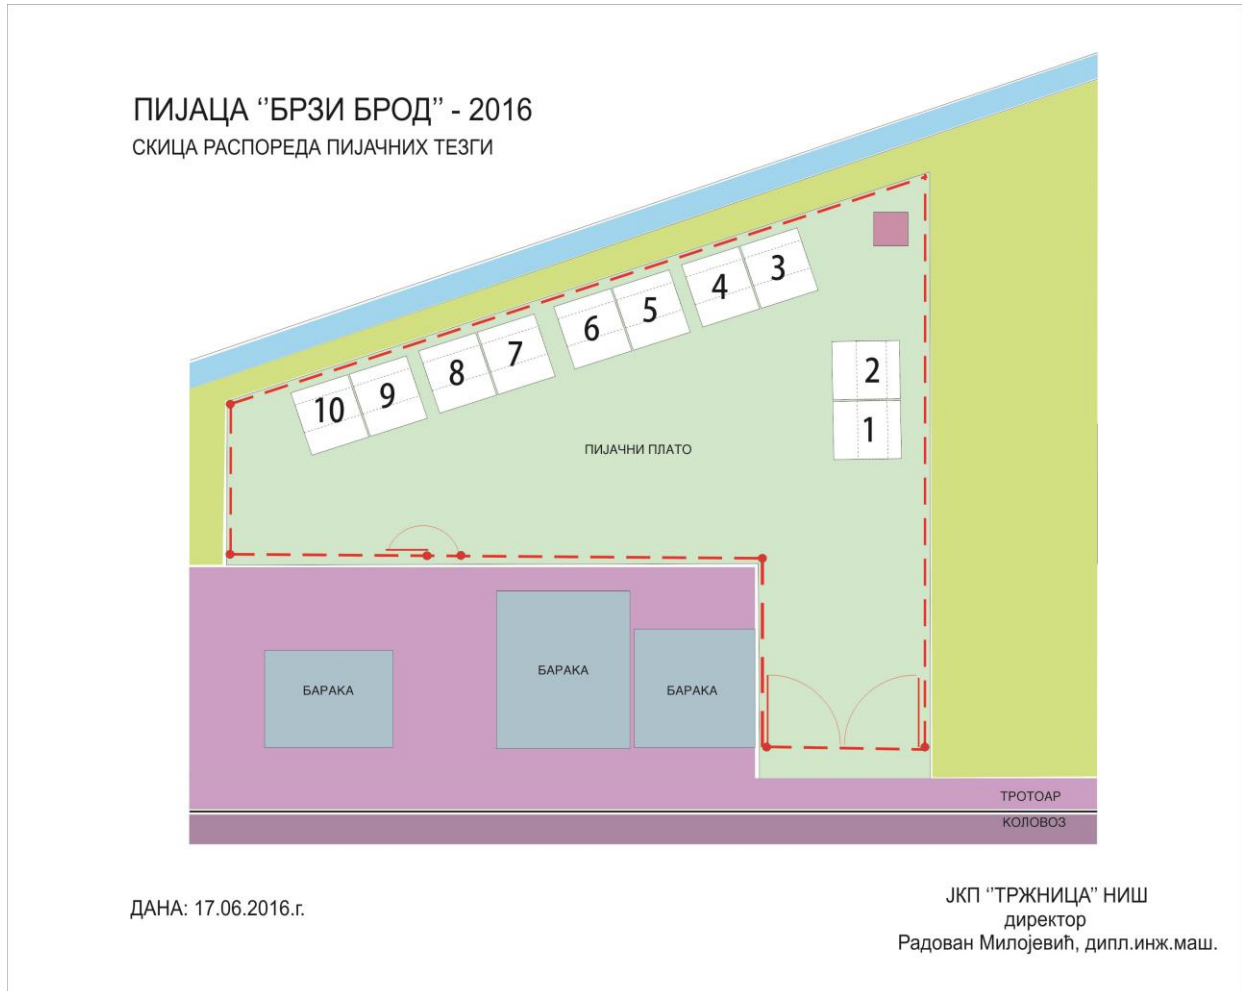 ПИЈАЦА ‘’БРЗИ БРОД’’ - 2016
СКИЦА РАСПОРЕДА ПИЈАЧНИХ ТЕЗГИ
3
4
5
6
7
8
9
10
2
1
ПИЈАЧНИ ПЛАТО
БАРАКА
БАРАКА
БАРАКА
ТРОТОАР
КОЛОВОЗ
ДАНА: 17.06.2016.г.
ЈКП ‘’ТРЖНИЦА’’ НИШ
директор
Радован Милојевић, дипл.инж.маш.